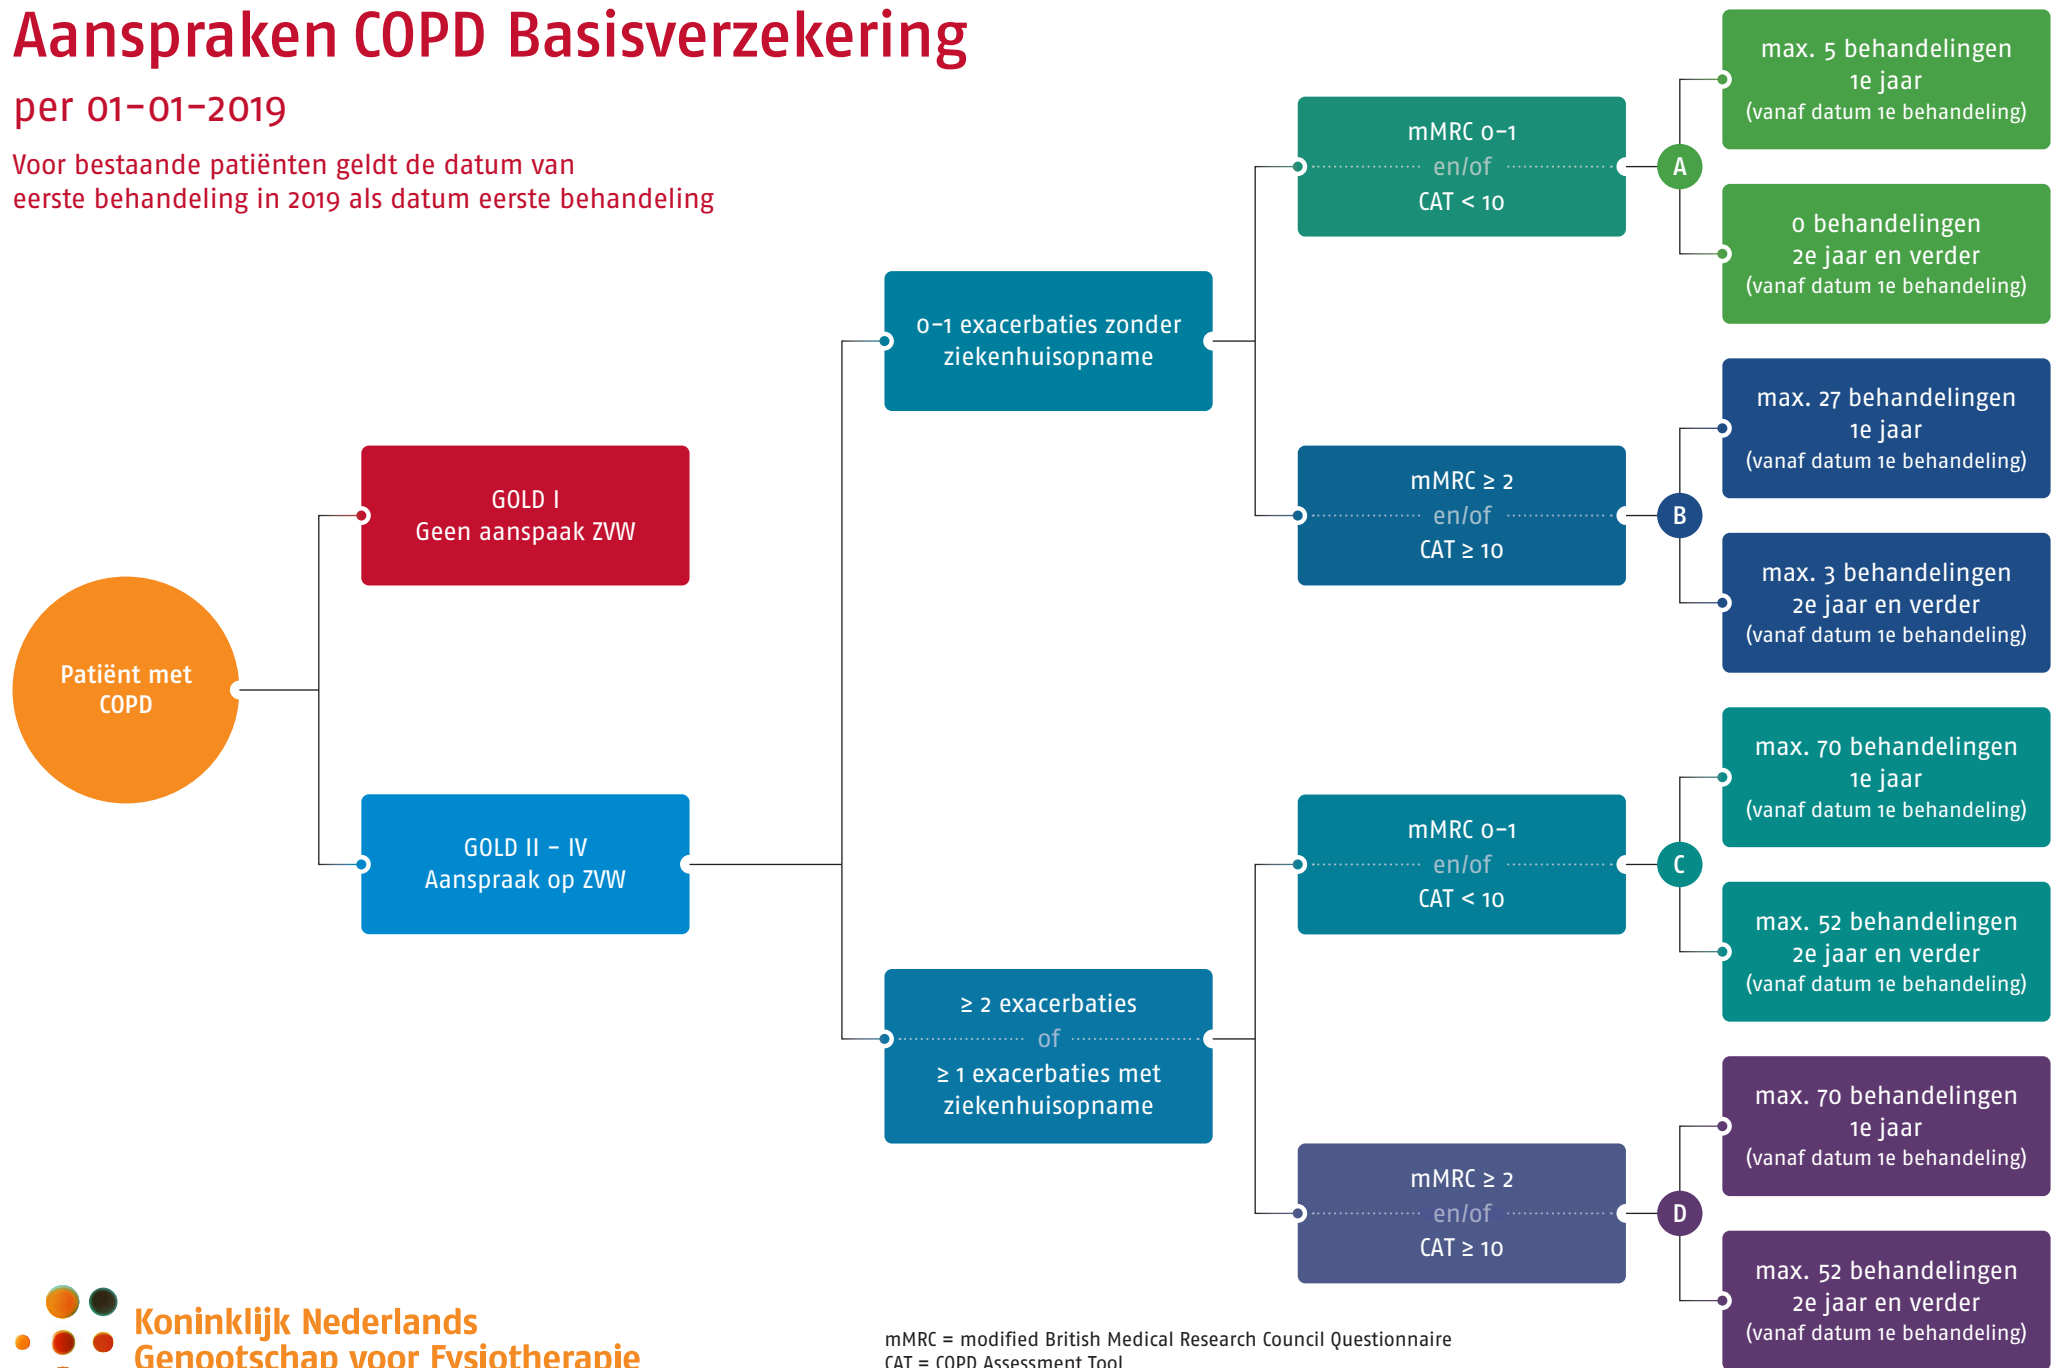 Aanspraken COPD Basisverzekering
per 01-01-2019
Voor bestaande patiënten geldt de datum van
eerste behandeling in 2019 als datum eerste behandeling
Patiënt met
COPD
GOLD I
Geen aanspaak ZVW
GOLD II - IV
Aanspraak op ZVW
0-1 exacerbaties zonder
ziekenhuisopname
≥ 2 exacerbaties
of
≥ 1 exacerbaties met
ziekenhuisopname
mMRC 0-1
en/of
CAT < 10
A
max. 5 behandelingen
1e jaar
(vanaf datum 1e behandeling)
0 behandelingen
2e jaar en verder
(vanaf datum 1e behandeling)
mMRC ≥ 2
en/of
CAT ≥ 10
B
max. 27 behandelingen
1e jaar
(vanaf datum 1e behandeling)
max. 3 behandelingen
2e jaar en verder
(vanaf datum 1e behandeling)
mMRC 0-1
en/of
CAT < 10
C
max. 70 behandelingen
1e jaar
(vanaf datum 1e behandeling)
max. 52 behandelingen
2e jaar en verder
(vanaf datum 1e behandeling)
mMRC ≥ 2
en/of
CAT ≥ 10
D
max. 70 behandelingen
1e jaar
(vanaf datum 1e behandeling)
max. 52 behandelingen
2e jaar en verder
(vanaf datum 1e behandeling)
Koninklijk Nederlands
Genootschap voor Fysiotherapie
mMRC = modified British Medical Research Council Questionnaire
CAT = COPD Assessment Tool